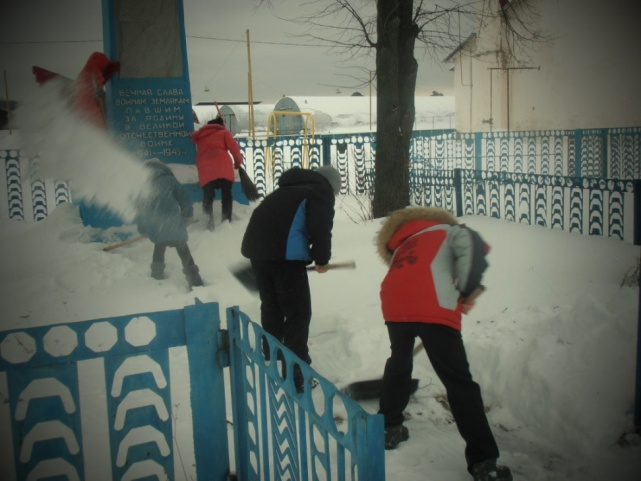 ВЕЧНАЯ СЛАВА
ВОИНАМ ЗЕМЛЯКАМ
ПАВШИМ
ЗА РОДИНУ
В ВЕЛИКОЙ
ОТЕЧЕСТВЕННОЙ
ВОЙНЕ